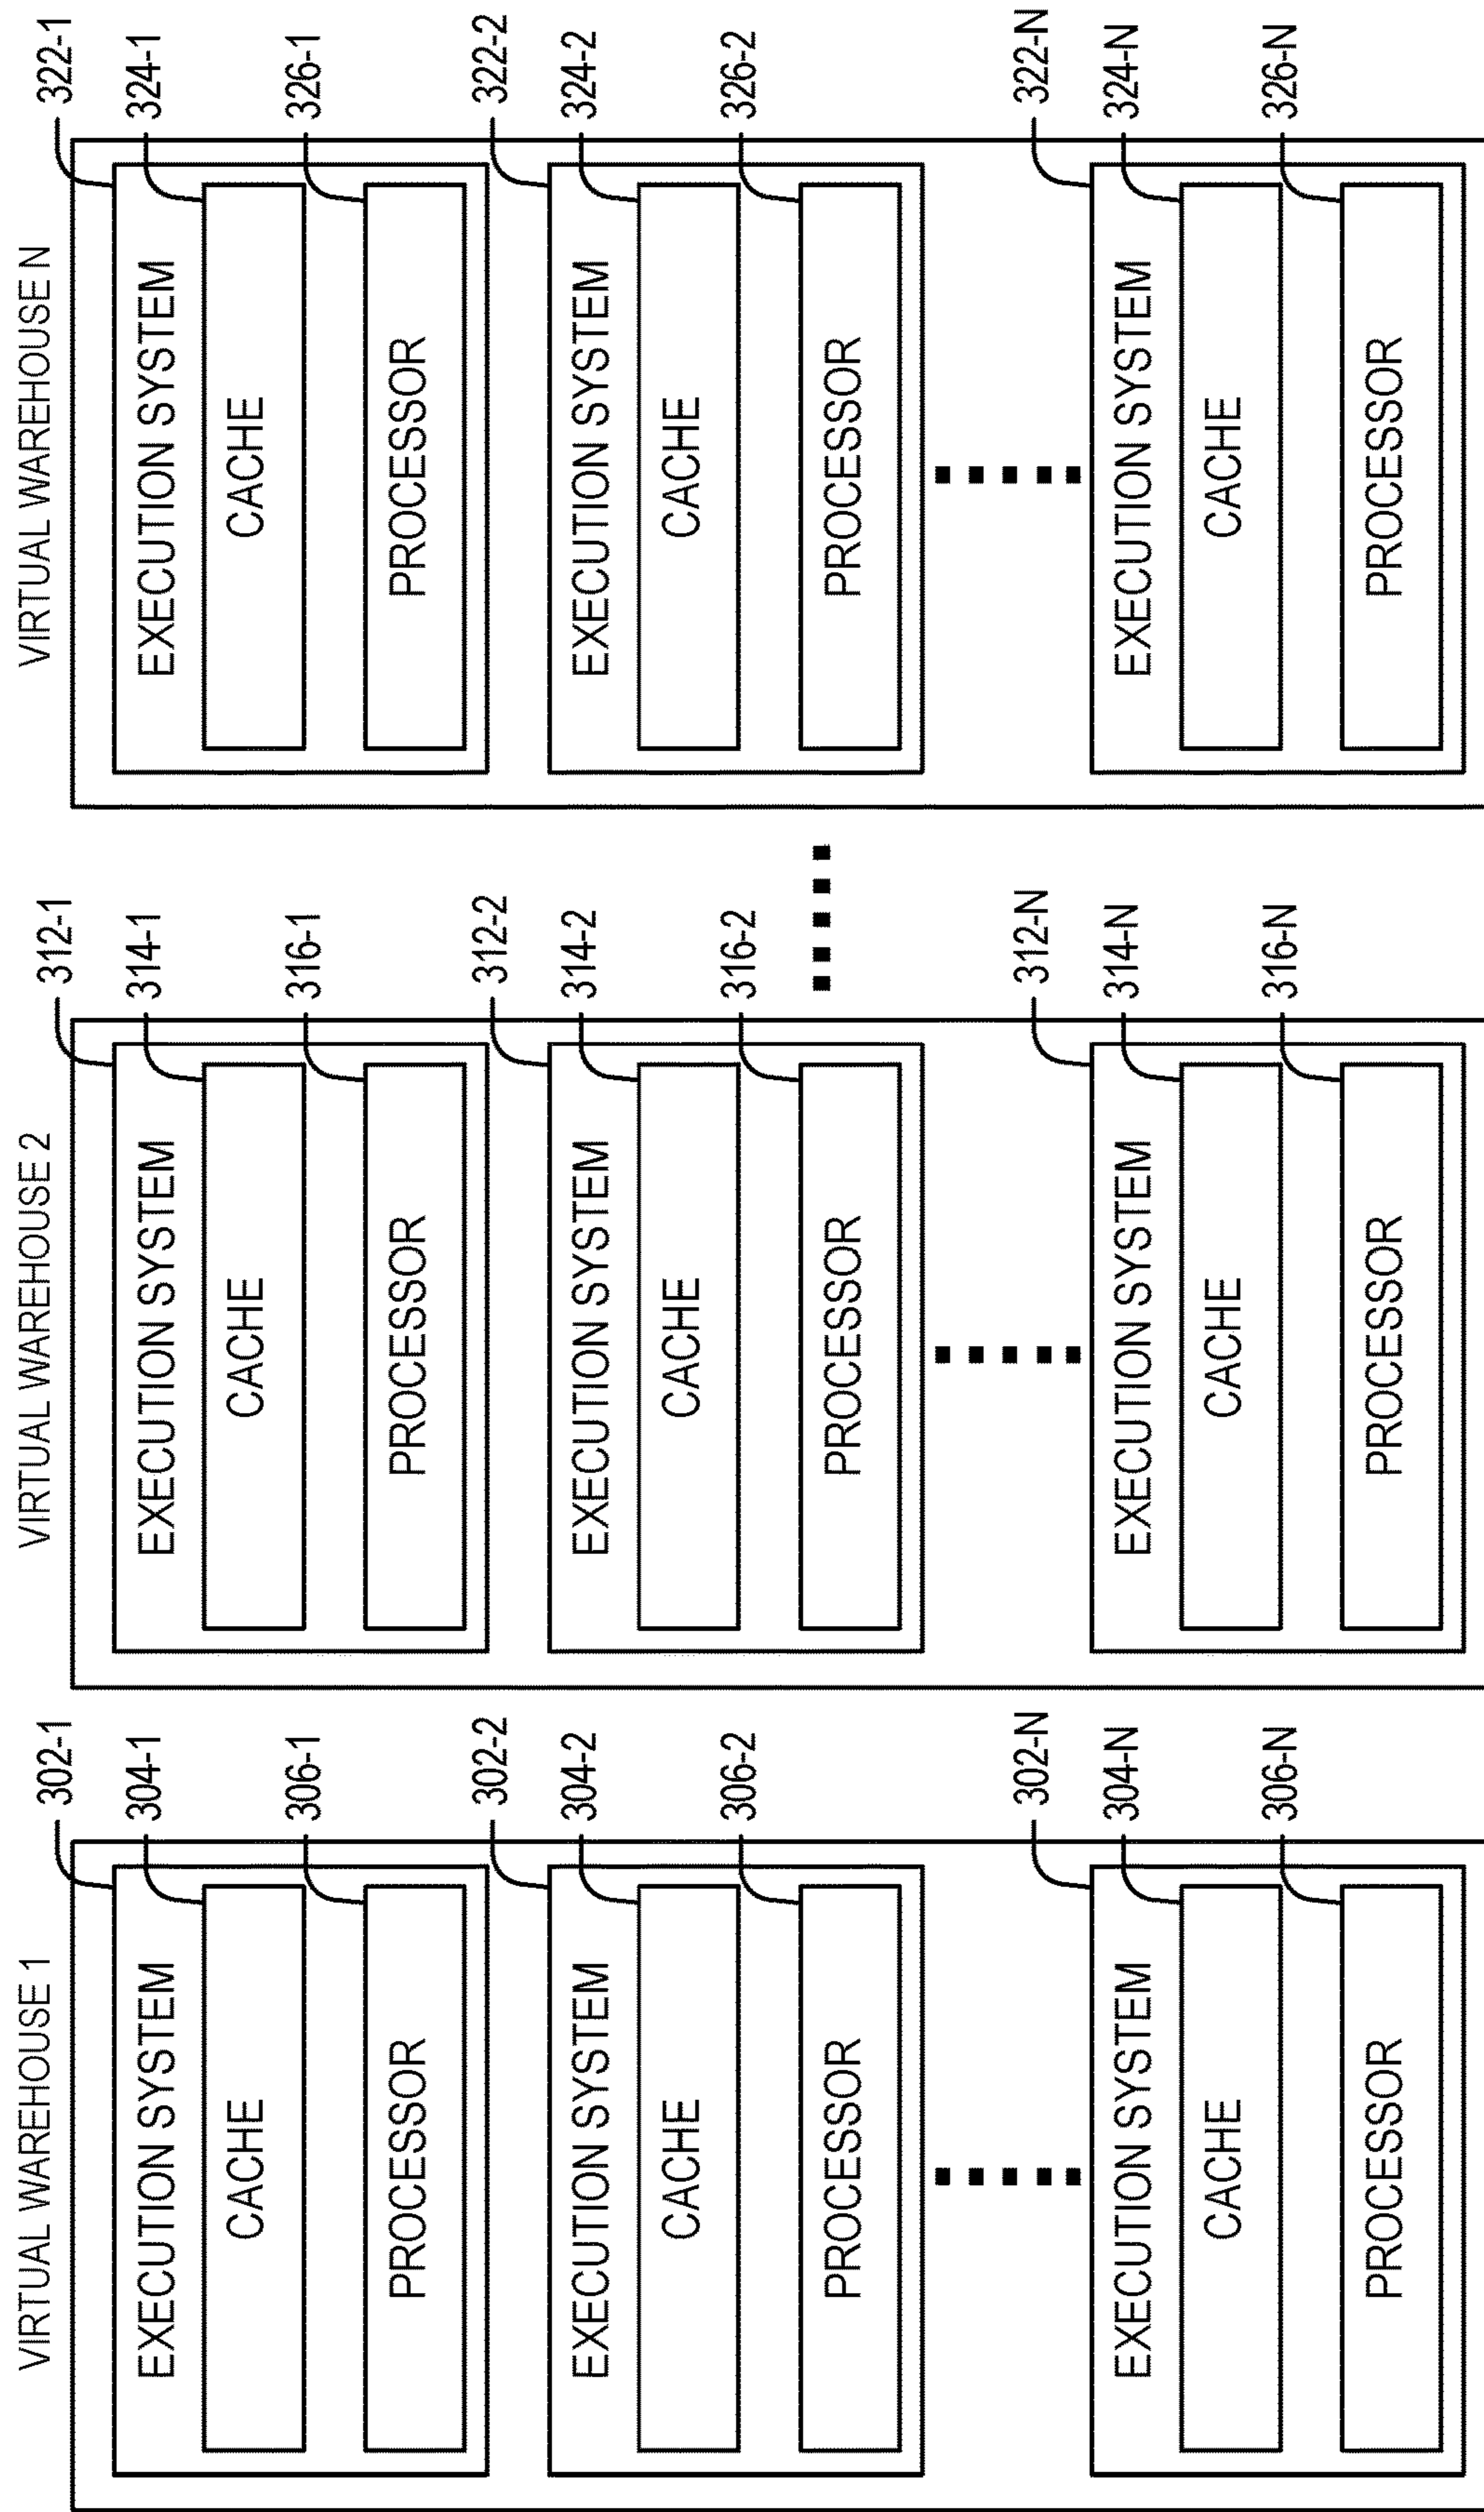 VIRTUAL WAREHOUSE 1
302-1
EXECUTION SYSTEM
304-1
CACHE
306-1
PROCESSOR
302-2
EXECUTION SYSTEM
304-2
CACHE
306-2
PROCESSOR
302-N
EXECUTION SYSTEM
304-N
CACHE
306-N
PROCESSOR
VIRTUAL WAREHOUSE 2
312-1
EXECUTION SYSTEM
314-1
CACHE
316-1
PROCESSOR
312-2
EXECUTION SYSTEM
314-2
CACHE
316-2
PROCESSOR
312-N
EXECUTION SYSTEM
314-N
CACHE
316-N
PROCESSOR
VIRTUAL WAREHOUSE N
322-1
EXECUTION SYSTEM
324-1
CACHE
326-1
PROCESSOR
322-2
EXECUTION SYSTEM
324-2
CACHE
326-2
PROCESSOR
322-N
EXECUTION SYSTEM
324-N
CACHE
326-N
PROCESSOR